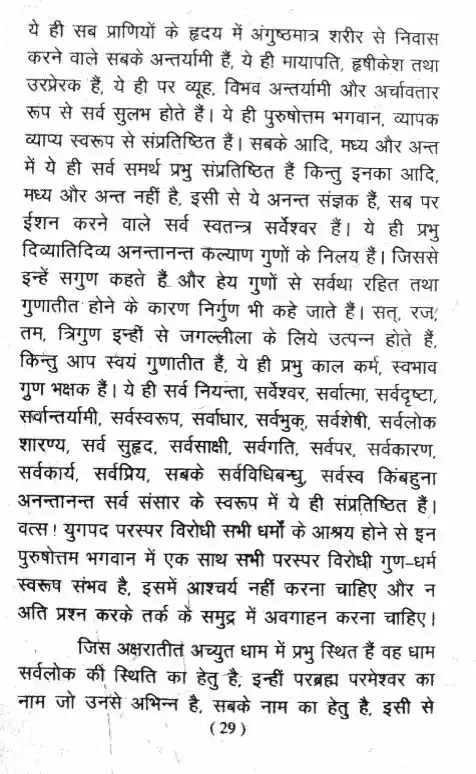 ये ही सब प्राणियों के हृदय में अंगुष्ठमात्र शरीर से निवास
करने वाले सबके अन्तर्यामी हैं, ये ही मायापति, हृषीकेश तथा
उरप्रेरक हैं, ये ही पर व्यूह, विभव अन्तर्यामी और अर्चावतार
रूप से सर्व सुलभ होते हैं। ये ही पुरुषोत्तम भगवान, व्यापक
व्याप्य स्वरूप से संप्रतिष्ठित हैं। सबके आदि, मध्य और अन्त
में ये ही सर्व समर्थ प्रभु संप्रतिष्ठित हैं किन्तु इनका आदि,
मध्य और अन्त नहीं है, इसी से ये अनन्त संज्ञक हैं, सब पर
ईशन करने वाले सर्व स्वतन्त्र सर्वेश्वर हैं। ये ही प्रभु
दिव्यातिदिव्य अनन्तानन्त कल्याण गुणों के निलय हैं। जिससे
इन्हें सगुण कहते हैं और हेय गुणों से सर्वथा रहित तथा
गुणातीत होने के कारण निर्गुण भी कहे जाते हैं। सत्, रज,
तम, त्रिगुण इन्हीं से जगल्लीला के लिये उत्पन्न होते हैं,
किन्तु आप स्वयं गुणातीत हैं, ये ही प्रभु काल कर्म, स्वभाव
गुण भक्षक हैं। ये ही सर्व नियन्ता, सर्वेश्वर, सर्वात्मा, सर्वदृष्टा,
सर्वान्तर्यामी, सर्वस्वरूप, सर्वाधार, सर्वभुक्, सर्वशेषी, सर्वलोक
शारण्य, सर्व सुहृद, सर्वसाक्षी, सर्वगति, सर्वपर, सर्वकारण,
सर्वकार्य, सर्वप्रिय, सबके सर्वविधिबन्धु, सर्वस्व किंबहुना
अनन्तानन्त सर्व संसार के स्वरूप में ये ही संप्रतिष्ठित हैं।
वत्स! युगपद परस्पर विरोधी सभी धर्मों के आश्रय होने से इन
पुरुषोत्तम भगवान में एक साथ सभी परस्पर विरोधी गुण-धर्म
स्वरूप संभव है, इसमें आश्चर्य नहीं करना चाहिए और न
अति प्रश्न करके तर्क के समुद्र में अवगाहन करना चाहिए।
जिस अक्षरातीत अच्युत धाम में प्रभु स्थित हैं वह धाम
सर्वलोक की स्थिति का हेतु है, इन्हीं परब्रह्म परमेश्वर का
नाम जो उनसे अभिन्न है, सबके नाम का हेतु है, इसी से
(29)